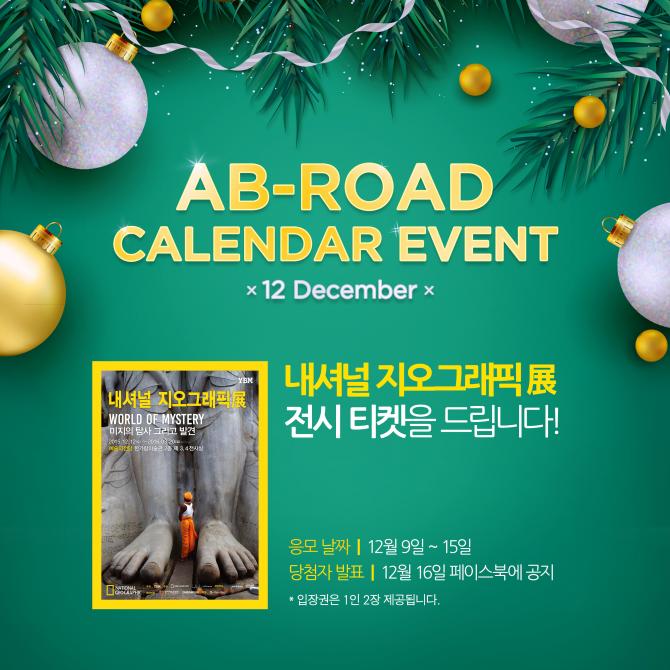 AB-ROAD
CALENDAR EVENT
× 12 December ×
YBM
내셔널 지오그래픽展
WORLD OF MYSTERY
미지의 탐사 그리고 발견
NATIONAL
GEOGRAPHIC
내셔널 지오그래픽 展
전시 티켓을 드립니다!
응모 날짜 | 12월 9일 ~ 15일
당첨자 발표 | 12월 16일 페이스북에 공지
* 입장권은 1인 2장 제공됩니다.